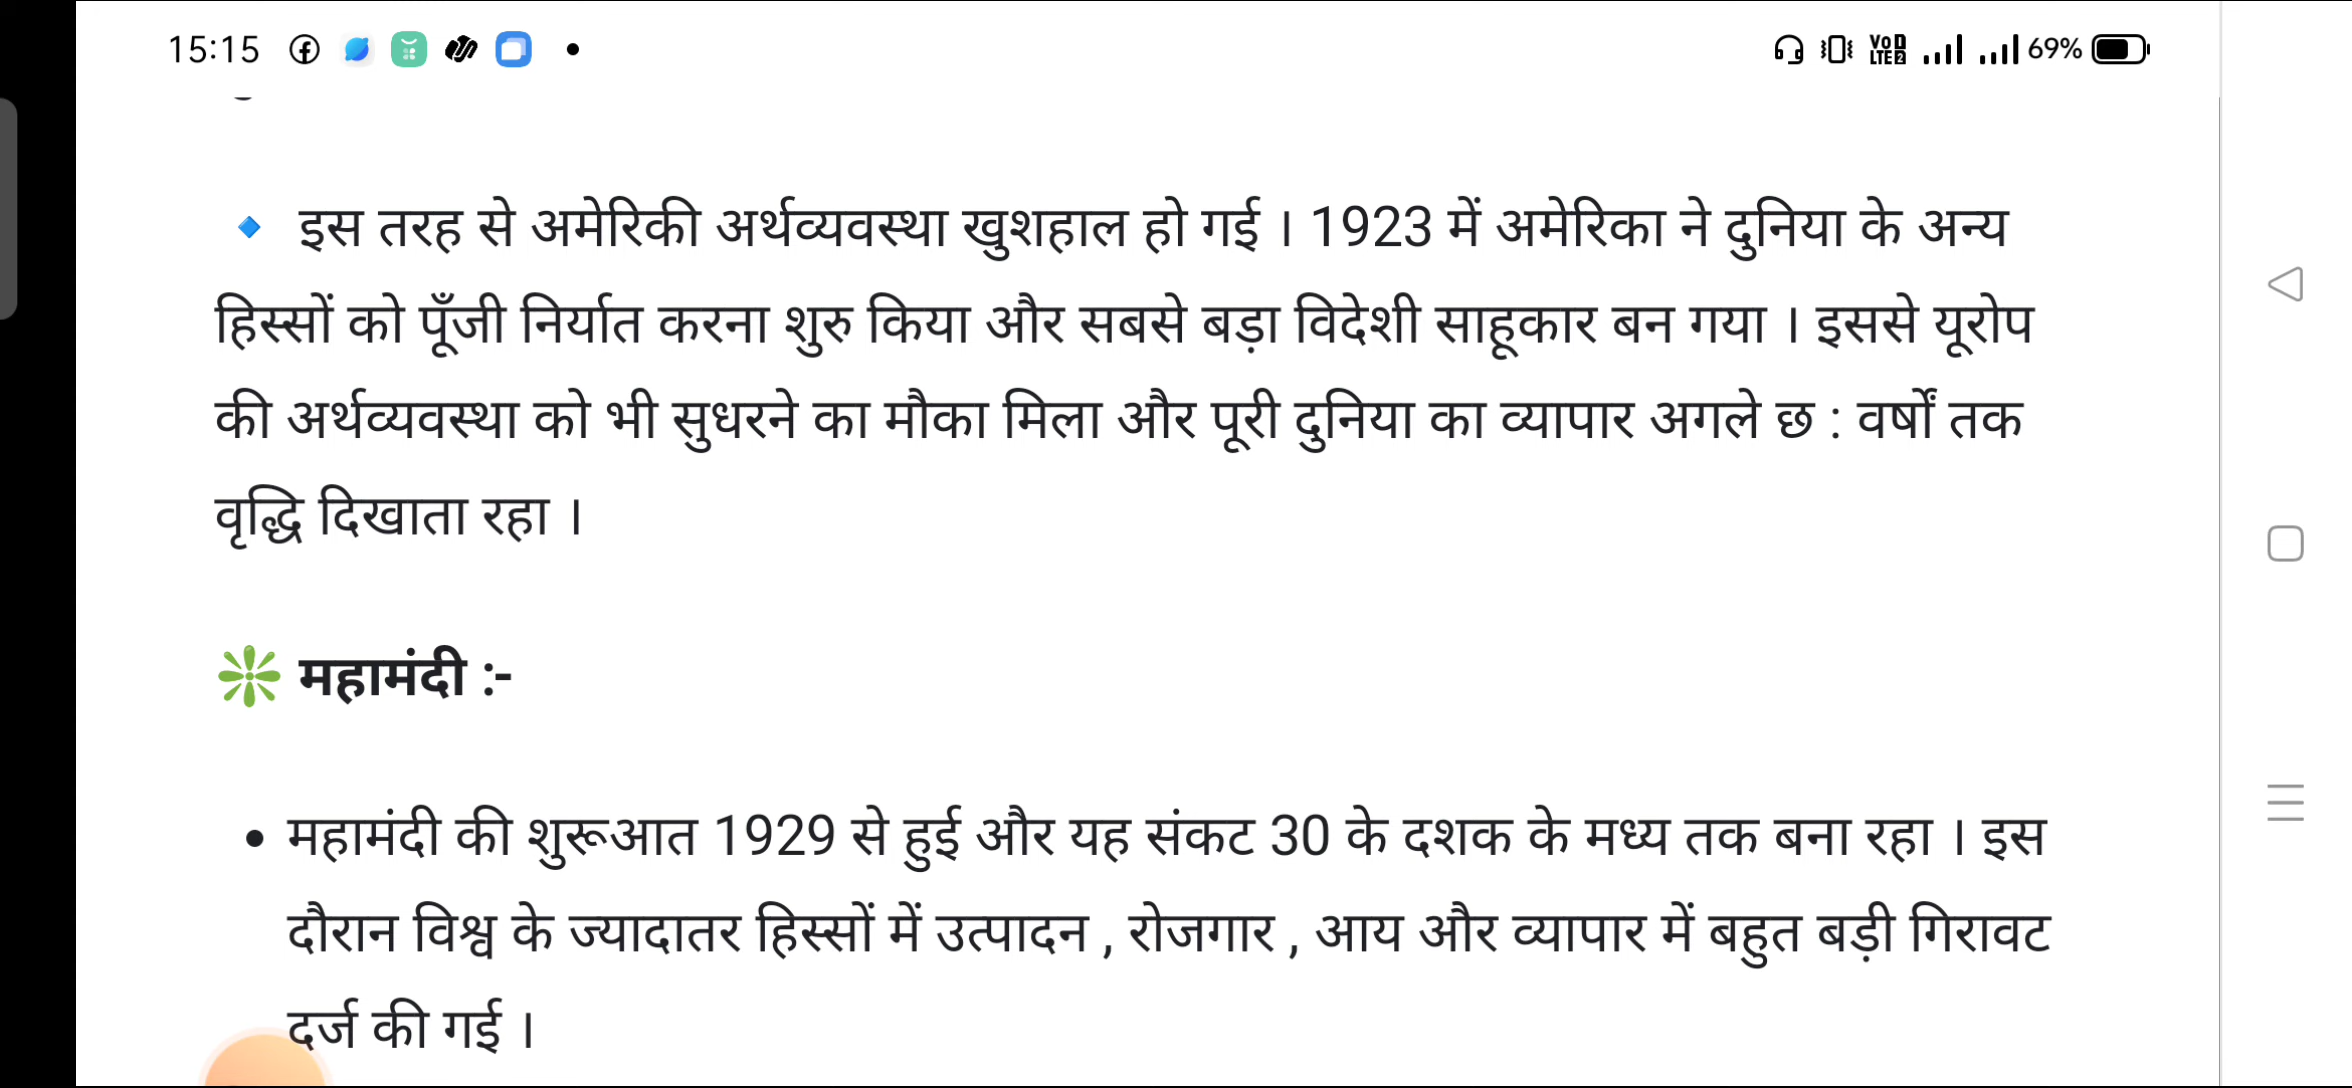 15:15
VoD LTE2 69%
इस तरह से अमेरिकी अर्थव्यवस्था खुशहाल हो गई । 1923 में अमेरिका ने दुनिया के अन्य
हिस्सों को पूँजी निर्यात करना शुरु किया और सबसे बड़ा विदेशी साहूकार बन गया । इससे यूरोप
की अर्थव्यवस्था को भी सुधरने का मौका मिला और पूरी दुनिया का व्यापार अगले छ : वर्षों तक
वृद्धि दिखाता रहा ।
महामंदी :-
• महामंदी की शुरूआत 1929 से हुई और यह संकट 30 के दशक के मध्य तक बना रहा । इस
दौरान विश्व के ज्यादातर हिस्सों में उत्पादन , रोजगार , आय और व्यापार में बहुत बड़ी गिरावट
दर्ज की गई ।